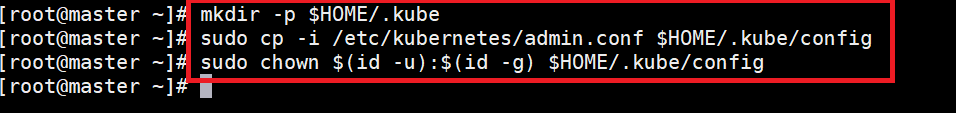 [root@master ~]# mkdir -p $HOME/.kube
[root@master ~]# sudo cp -i /etc/kubernetes/admin.conf $HOME/.kube/config
[root@master ~]# sudo chown $(id -u):$(id -g) $HOME/.kube/config
[root@master ~]#